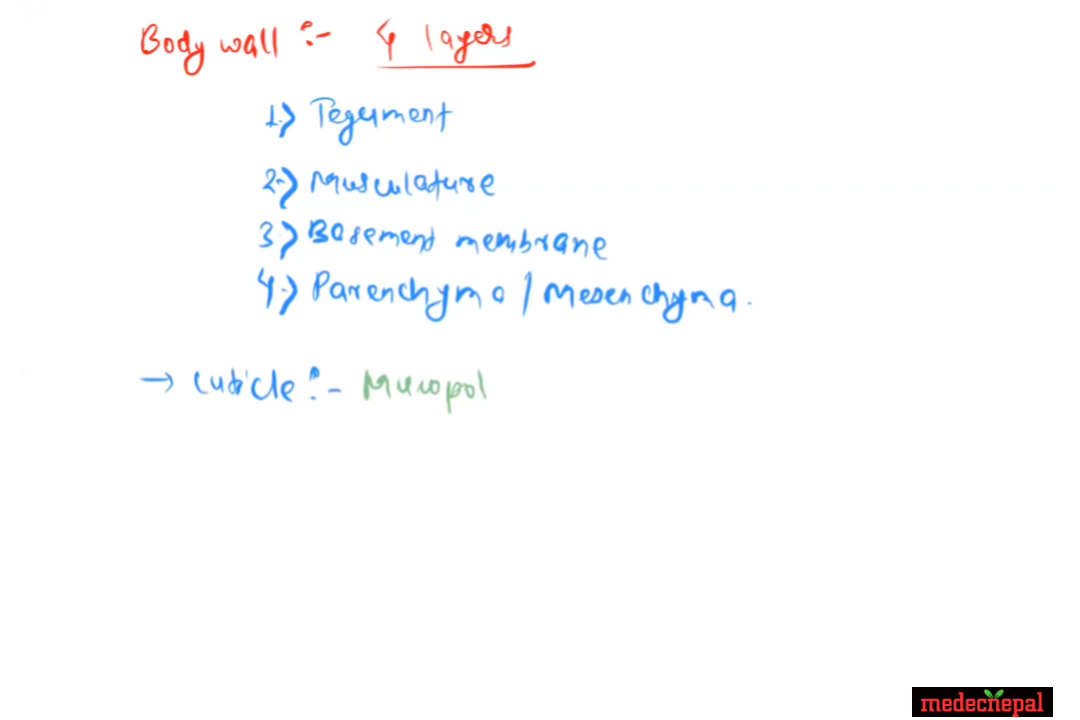 Body wall :- 4 layers
1.) Tegument
2.) Musculature
3.) Basement membrane
4.) Parenchyma / Mesenchyma.
→ Cuticle :- Mucopol
medecnepal